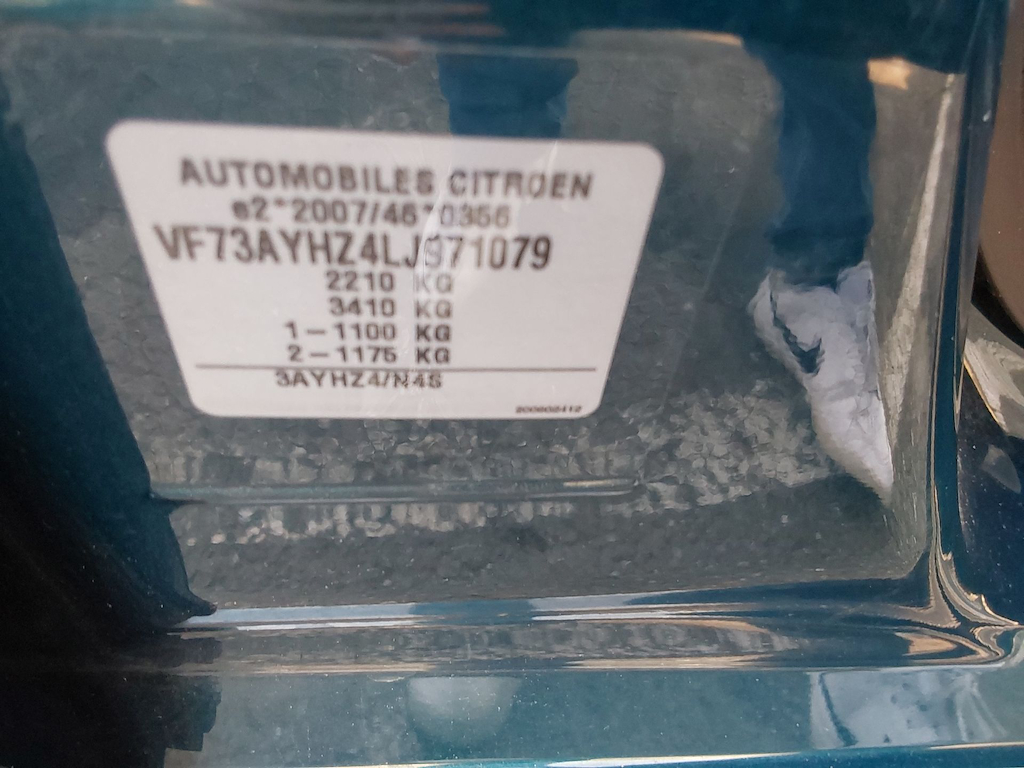 AUTOMOBILES CITROEN
e2*2007/46*0356
VF73AYHZ4LJ971079
2210 KG
3410 KG
1-1100 KG
2-1175 KG
3AYHZ4/N4S